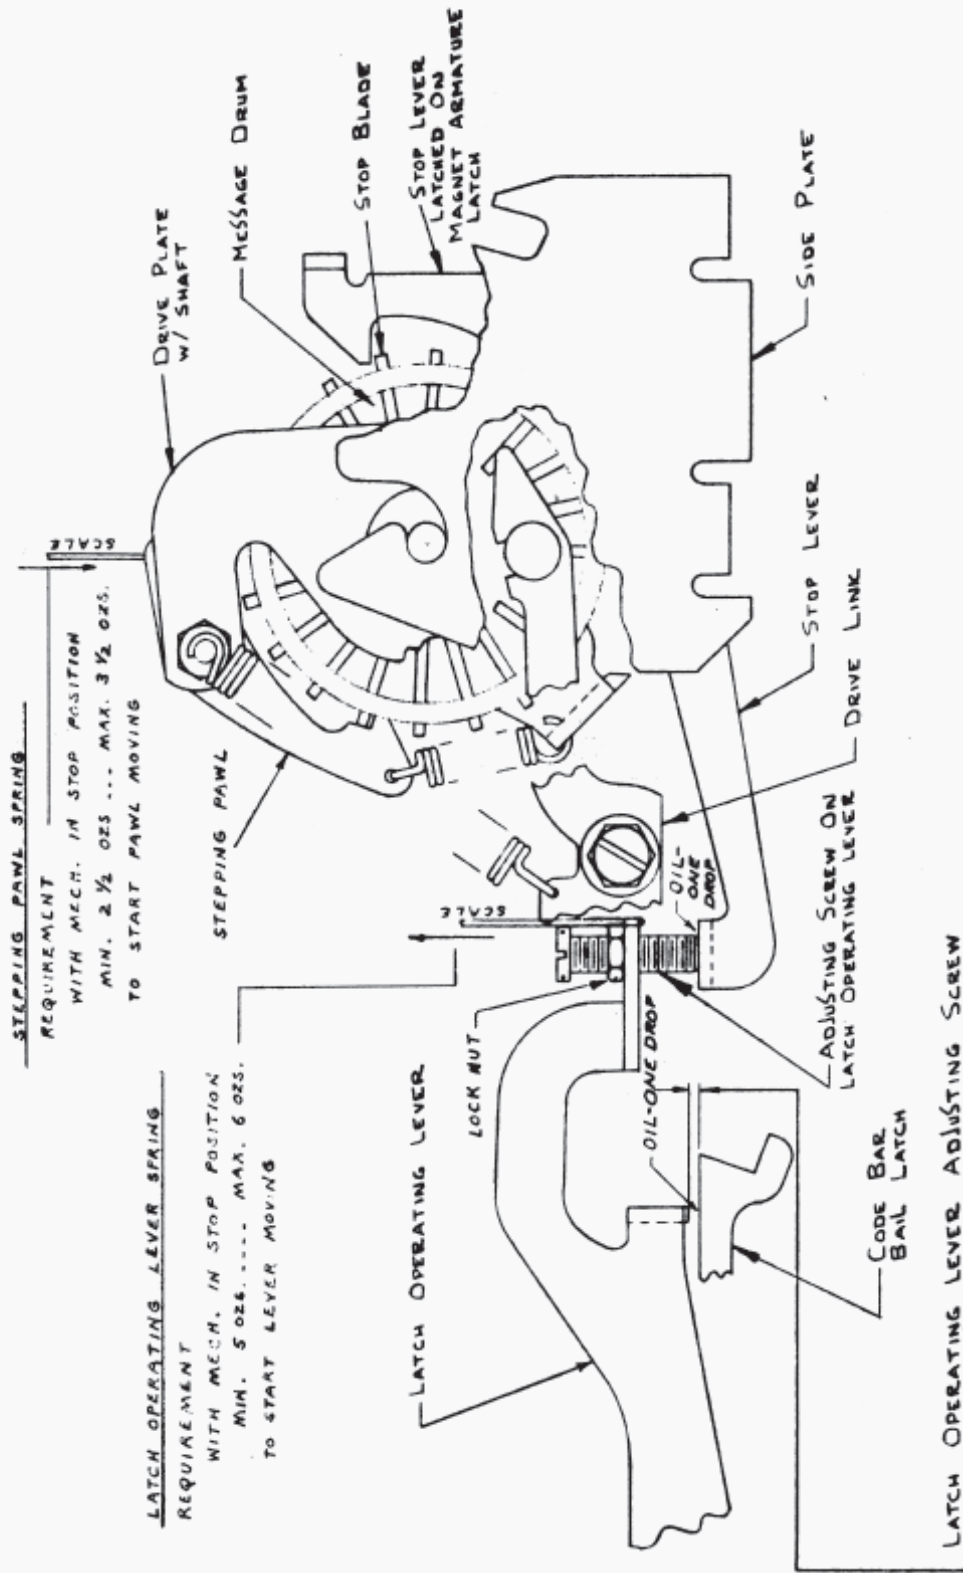 STEPPING PAWL SPRING
REQUIREMENT
WITH MECH. IN STOP POSITION
MIN. 2 1/2 OZS ... MAX. 3 1/2 OZS.
TO START PAWL MOVING
SCALE
DRIVE PLATE
W/ SHAFT
MESSAGE DRUM
STOP BLADE
STOP LEVER
LATCHED ON
MAGNET ARMATURE
LATCH
STEPPING PAWL
LATCH OPERATING LEVER SPRING
REQUIREMENT
WITH MECH. IN STOP POSITION
MIN. 5 OZS. .... MAX. 6 OZS.
TO START LEVER MOVING
SCALE
LATCH OPERATING LEVER
LOCK NUT
OIL-ONE DROP
OIL-
ONE
DROP
SIDE PLATE
STOP LEVER
DRIVE LINK
ADJUSTING SCREW ON
LATCH OPERATING LEVER
CODE BAR
BAIL LATCH
LATCH OPERATING LEVER ADJUSTING SCREW